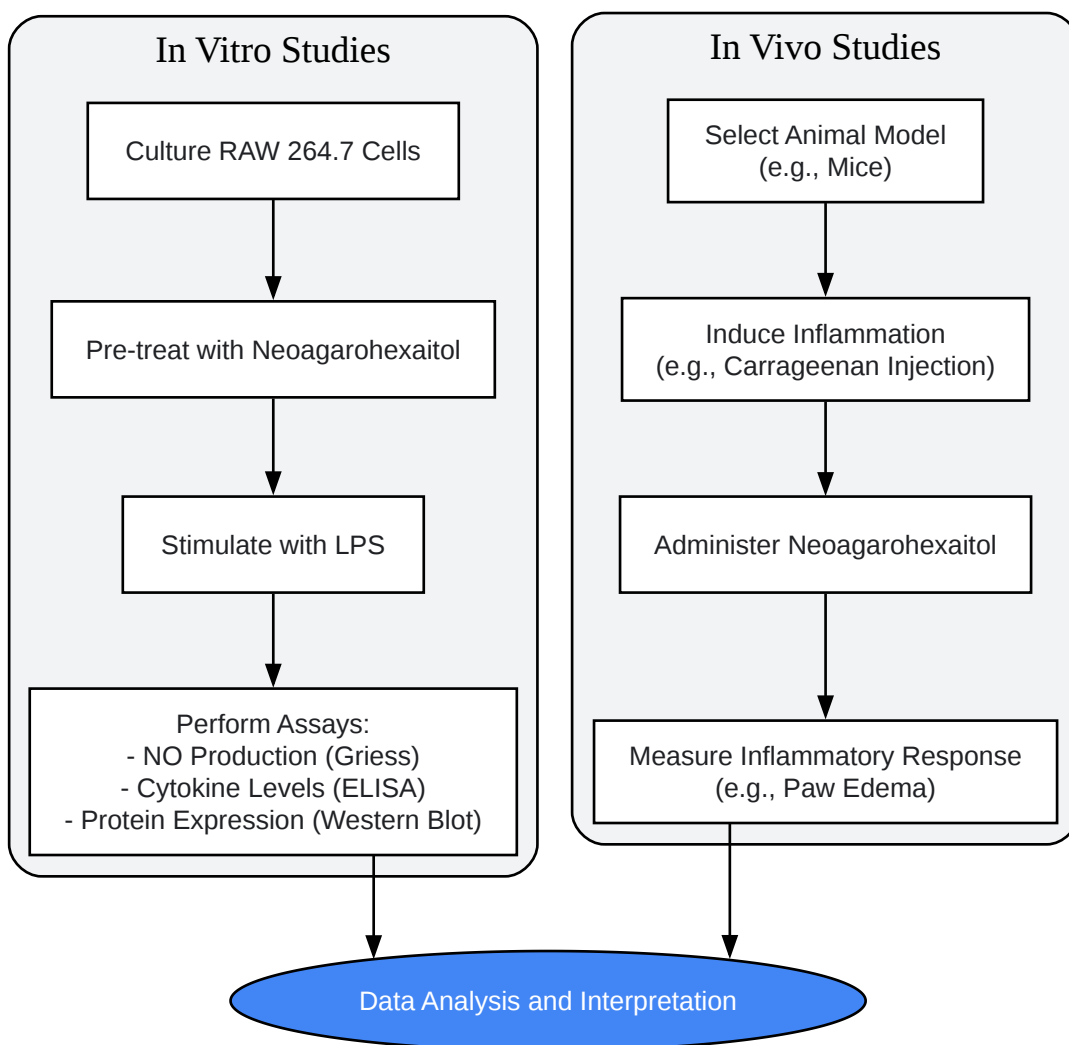 In Vitro Studies
Culture RAW 264.7 Cells
Pre-treat with Neoagarohexaitol
Stimulate with LPS
Perform Assays:
- NO Production (Griess)
- Cytokine Levels (ELISA)
- Protein Expression (Western Blot)
In Vivo Studies
Select Animal Model
(e.g., Mice)
Induce Inflammation
(e.g., Carrageenan Injection)
Administer Neoagarohexaitol
Measure Inflammatory Response
(e.g., Paw Edema)
Data Analysis and Interpretation